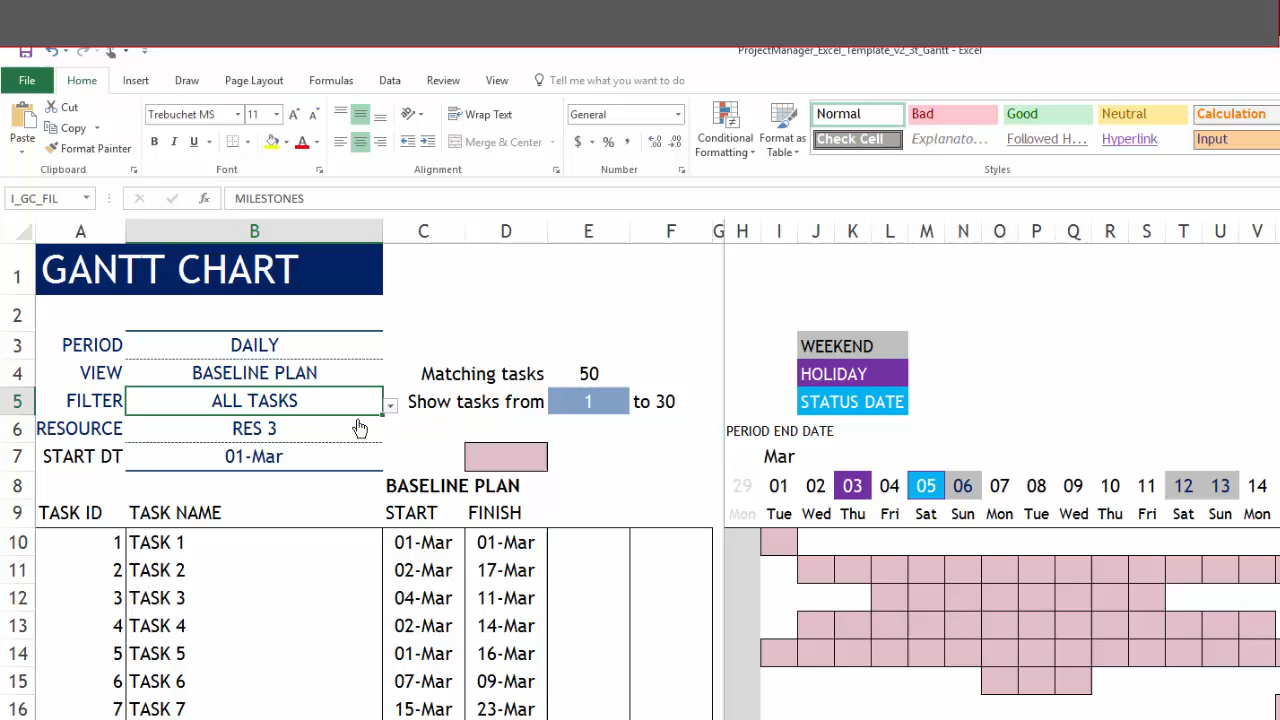 ProjectManager_Excel_Template_v2_3t_Gantt - Excel
File Home Insert Draw Page Layout Formulas Data Review View Tell me what you want to do
Paste
Cut
Copy
Format Painter
Clipboard
Trebuchet MS 11
B I U
Font
Wrap Text
Merge & Center
Alignment
General
$ % ,
Number
Conditional Formatting
Format as Table
Normal Bad Good Neutral Calculation
Check Cell Explanato... Followed H... Hyperlink Input
Styles
I_GC_FIL fx MILESTONES
A B C D E F G H I J K L M N O P Q R S T U V
1 GANTT CHART
2
3 PERIOD DAILY WEEKEND
4 VIEW BASELINE PLAN Matching tasks 50 HOLIDAY
5 FILTER ALL TASKS Show tasks from 1 to 30 STATUS DATE
6 RESOURCE RES 3 PERIOD END DATE
7 START DT 01-Mar Mar
8 BASELINE PLAN 29 01 02 03 04 05 06 07 08 09 10 11 12 13 14
9 TASK ID TASK NAME START FINISH Mon Tue Wed Thu Fri Sat Sun Mon Tue Wed Thu Fri Sat Sun Mon
10 1 TASK 1 01-Mar 01-Mar
11 2 TASK 2 02-Mar 17-Mar
12 3 TASK 3 04-Mar 11-Mar
13 4 TASK 4 02-Mar 14-Mar
14 5 TASK 5 01-Mar 16-Mar
15 6 TASK 6 07-Mar 09-Mar
16 7 TASK 7 15-Mar 23-Mar